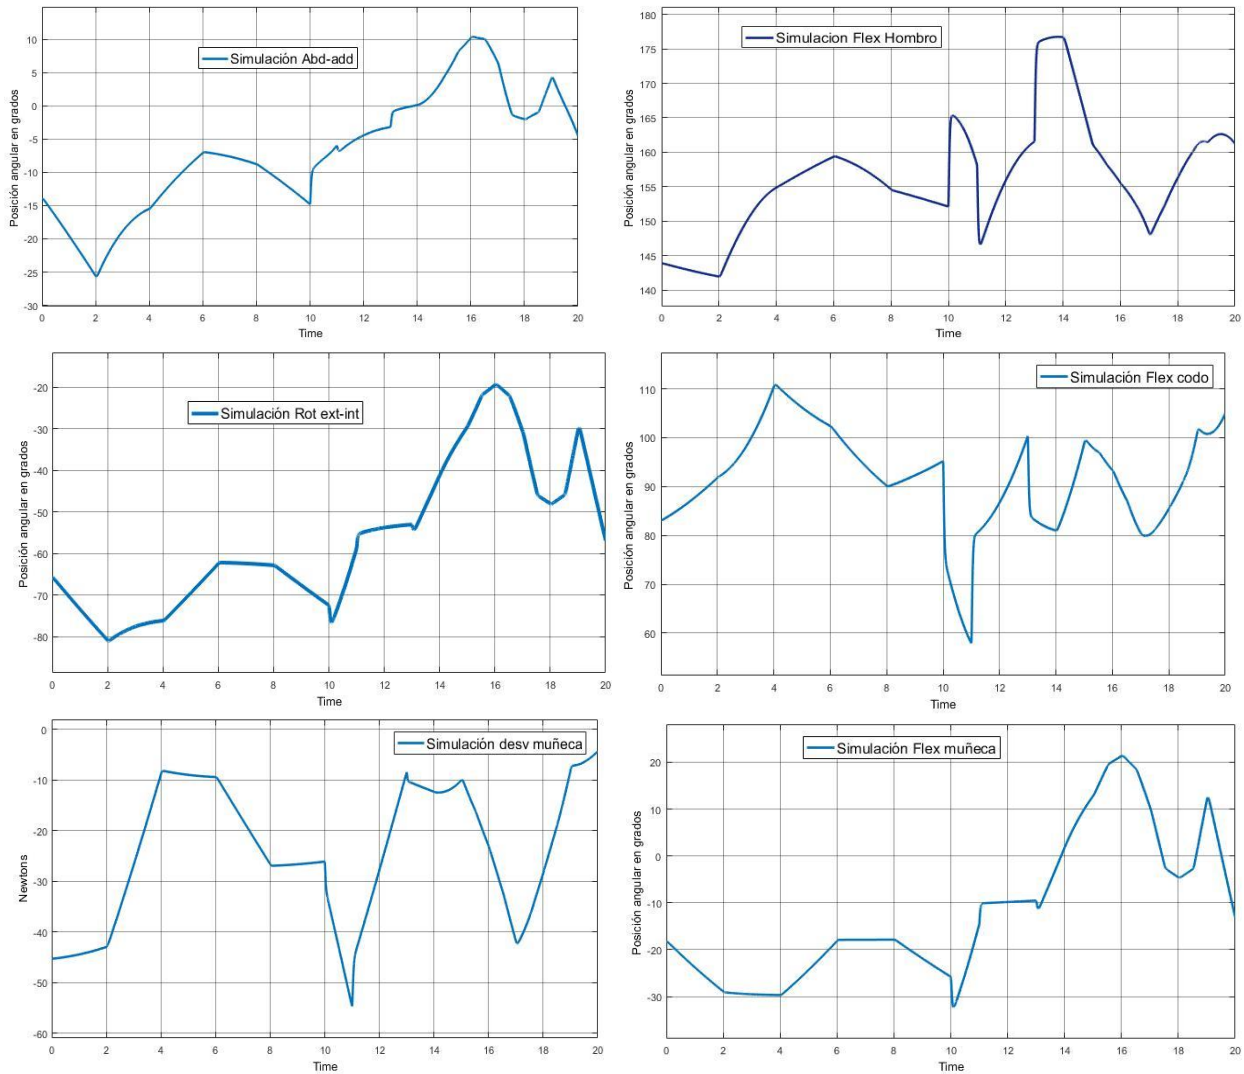 Simulación Abd-add
Posición angular en grados
10
5
0
-5
-10
-15
-20
-25
-30
0 2 4 6 8 10 12 14 16 18 20
Time
Simulacion Flex Hombro
Posición angular en grados
180
175
170
165
160
155
150
145
140
0 2 4 6 8 10 12 14 16 18 20
Time
Simulación Rot ext-int
Posición angular en grados
-20
-30
-40
-50
-60
-70
-80
0 2 4 6 8 10 12 14 16 18 20
Time
Simulación Flex codo
Posición angular en grados
110
100
90
80
70
60
0 2 4 6 8 10 12 14 16 18 20
Time
Simulación desv muñeca
Newtons
0
-10
-20
-30
-40
-50
-60
0 2 4 6 8 10 12 14 16 18 20
Time
Simulación Flex muñeca
Posición angular en grados
20
10
0
-10
-20
-30
0 2 4 6 8 10 12 14 16 18 20
Time